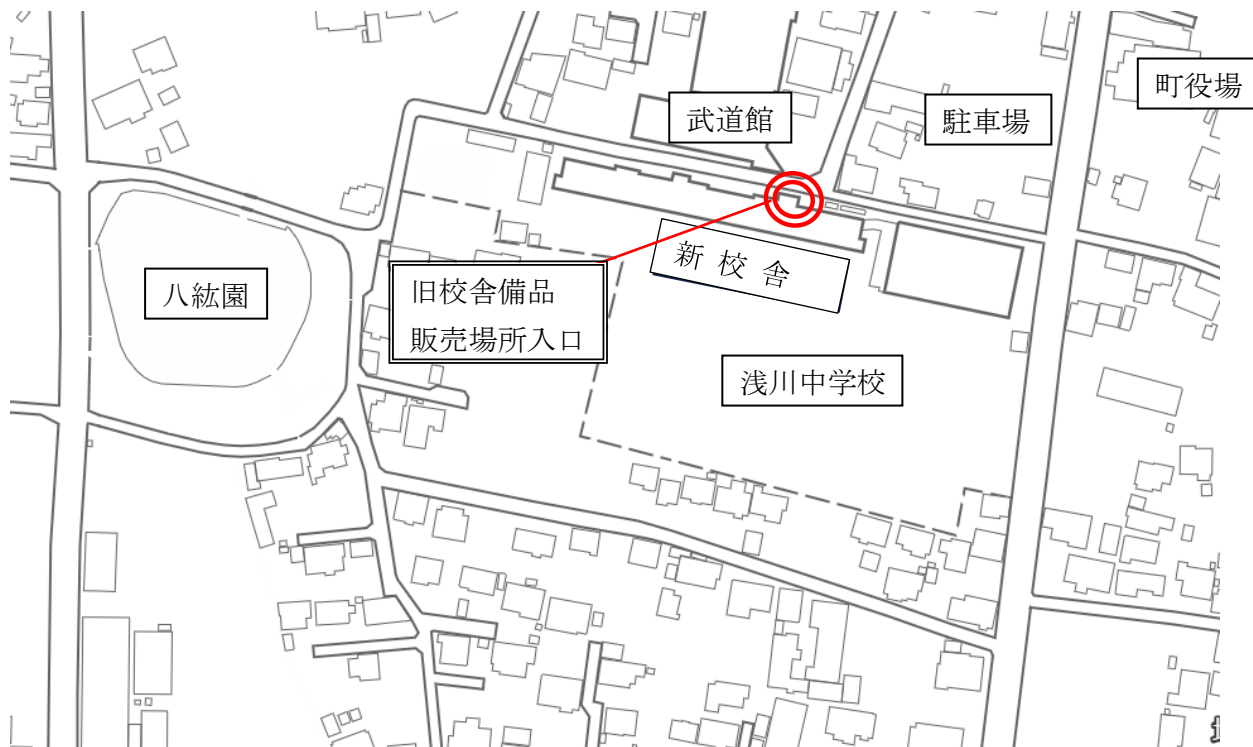 町役場
武道館
駐車場
新校舎
八紘園
旧校舎備品
販売場所入口
浅川中学校